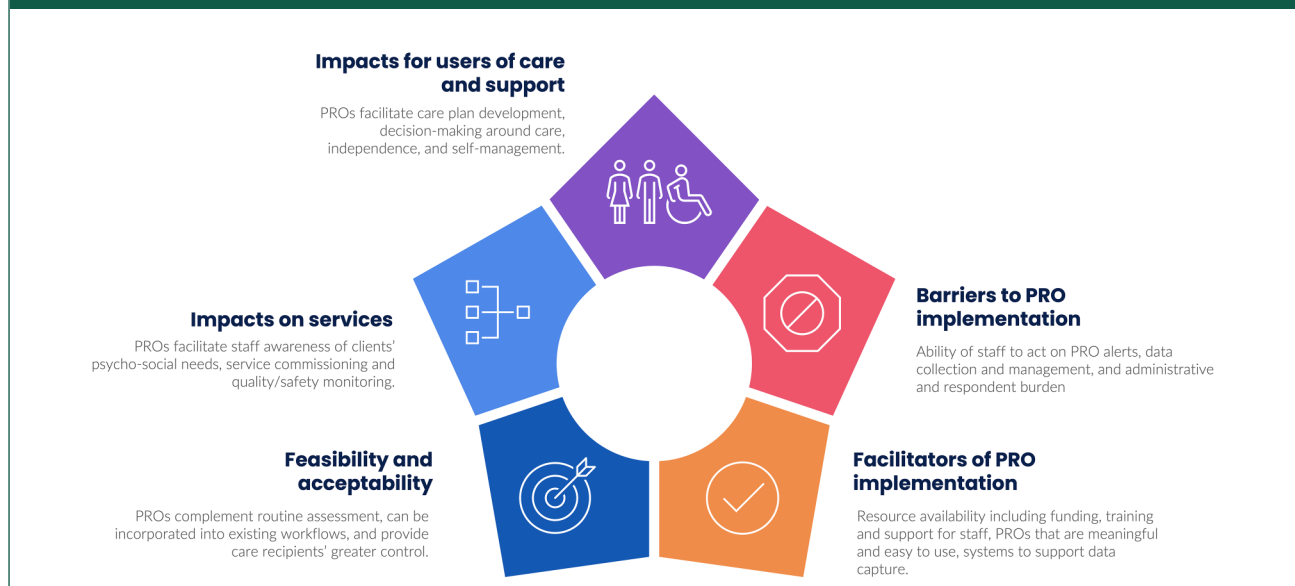 Impacts for users of care
and support
PROs facilitate care plan development,
decision-making around care,
independence, and self-management.
Impacts on services
PROs facilitate staff awareness of clients'
psycho-social needs, service commissioning and
quality/safety monitoring.
Feasibility and
acceptability
PROs complement routine assessment, can be
incorporated into existing workflows, and provide
care recipients' greater control.
Barriers to PRO
implementation
Ability of staff to act on PRO alerts, data
collection and management, and administrative
and respondent burden
Facilitators of PRO
implementation
Resource availability including funding, training
and support for staff, PROs that are meaningful
and easy to use, systems to support data
capture.